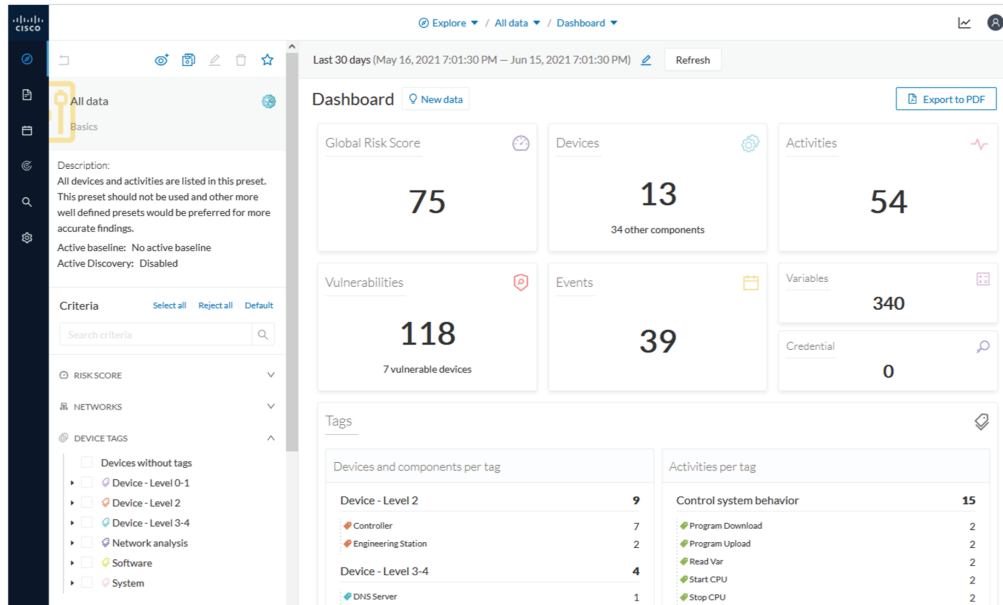 CISCO
Explore / All data / Dashboard
Last 30 days (May 16, 2021 7:01:30 PM — Jun 15, 2021 7:01:30 PM) Refresh
All data
Basics
Description:
All devices and activities are listed in this preset.
This preset should not be used and other more
well defined presets would be preferred for more
accurate findings.
Active baseline: No active baseline
Active Discovery: Disabled
Criteria Select all Reject all Default
Search criteria
RISK SCORE
NETWORKS
DEVICE TAGS
Devices without tags
Device - Level 0-1
Device - Level 2
Device - Level 3-4
Network analysis
Software
System
Dashboard New data Export to PDF
Global Risk Score
75
Devices
13
34 other components
Activities
54
Vulnerabilities
118
7 vulnerable devices
Events
39
Variables
340
Credential
0
Tags
Devices and components per tag
Device - Level 2 9
Controller 7
Engineering Station 2
Device - Level 3-4 4
DNS Server 1
Activities per tag
Control system behavior 15
Program Download 2
Program Upload 2
Read Var 2
Start CPU 2
Stop CPU 2